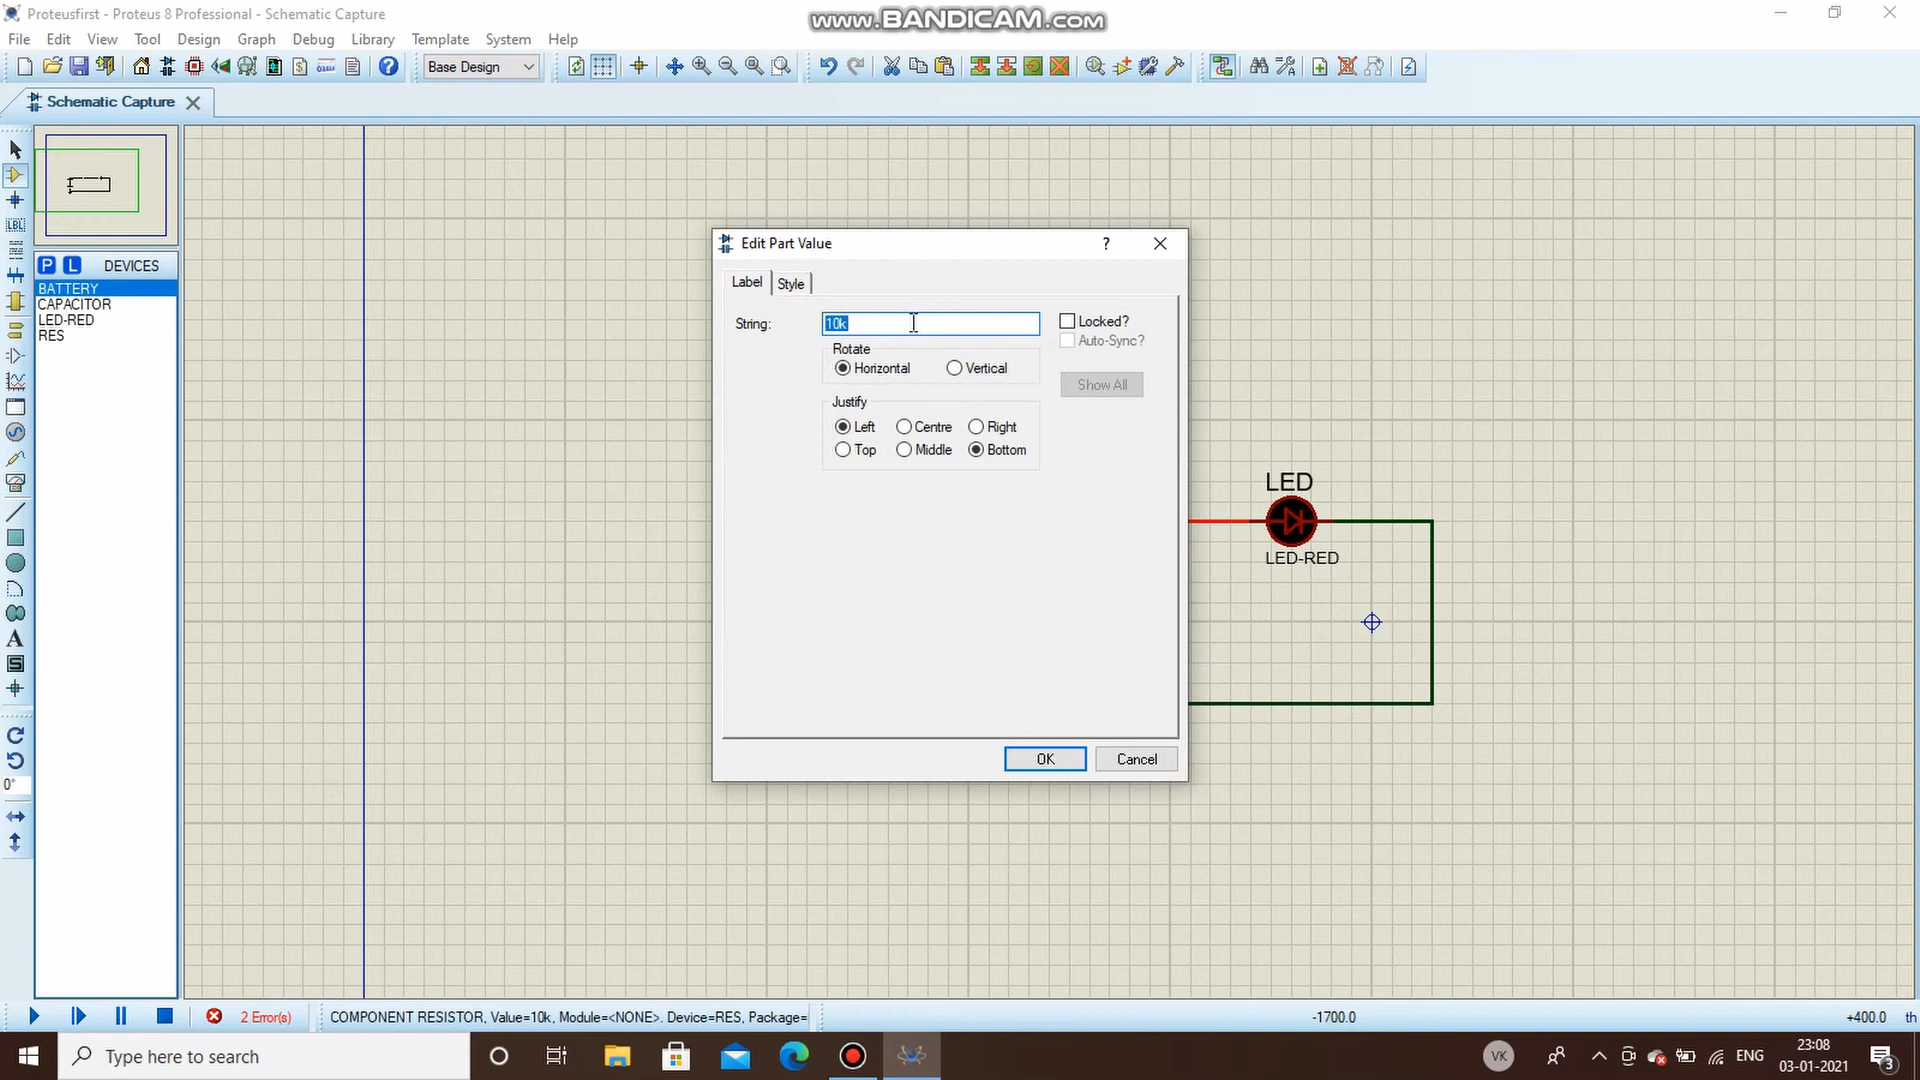 Proteusfirst - Proteus 8 Professional - Schematic Capture
www.BANDICAM.com
File Edit View Tool Design Graph Debug Library Template System Help
Base Design
Schematic Capture
P L DEVICES
BATTERY
CAPACITOR
LED-RED
RES
LBL
A
S
0°
Edit Part Value
?
Label Style
String: 10k
Locked?
Auto-Sync?
Show All
Rotate
Horizontal Vertical
Justify
Left Centre Right
Top Middle Bottom
OK Cancel
LED
LED-RED
2 Error(s)
COMPONENT RESISTOR, Value=10k, Module=<NONE>. Device=RES, Package=
-1700.0
+400.0
th
Type here to search
VK
ENG
23:08
03-01-2021
3